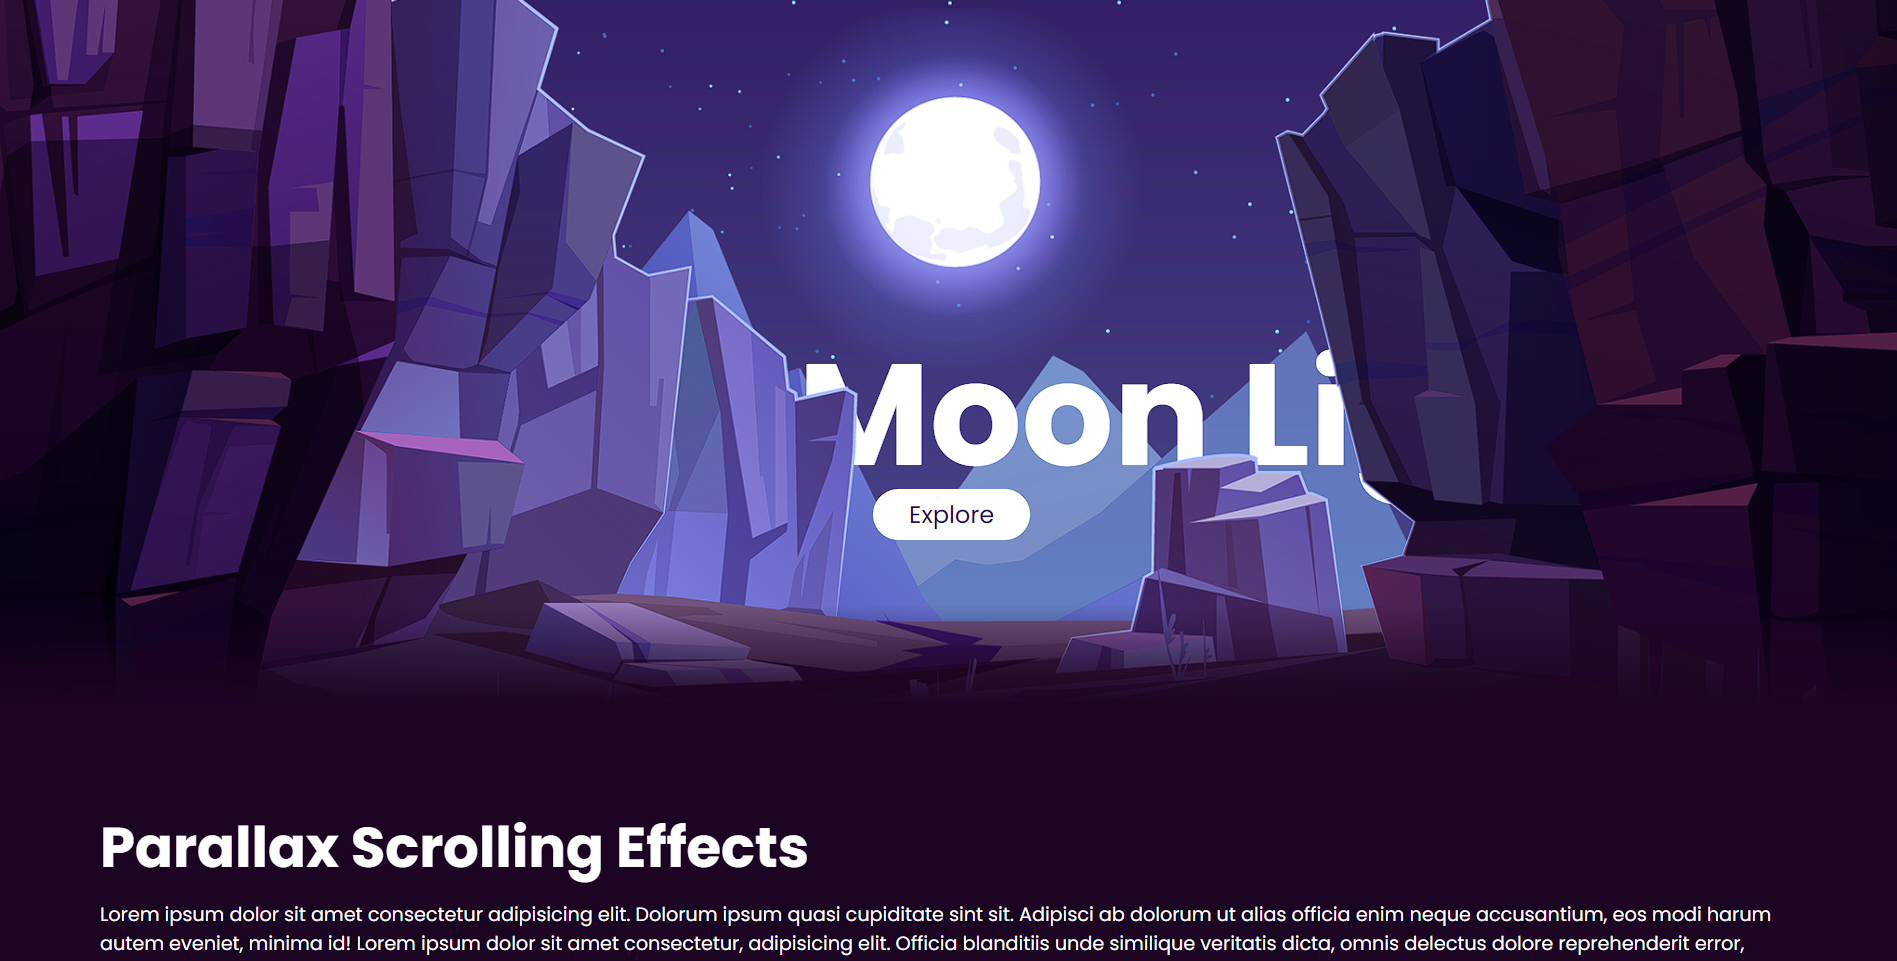 Moon Li
Explore
Parallax Scrolling Effects
Lorem ipsum dolor sit amet consectetur adipisicing elit. Dolorum ipsum quasi cupiditate sint sit. Adipisci ab dolorum ut alias officia enim neque accusantium, eos modi harum
autem eveniet, minima id! Lorem ipsum dolor sit amet consectetur, adipisicing elit. Officia blanditiis unde similique veritatis dicta, omnis delectus dolore reprehenderit error,